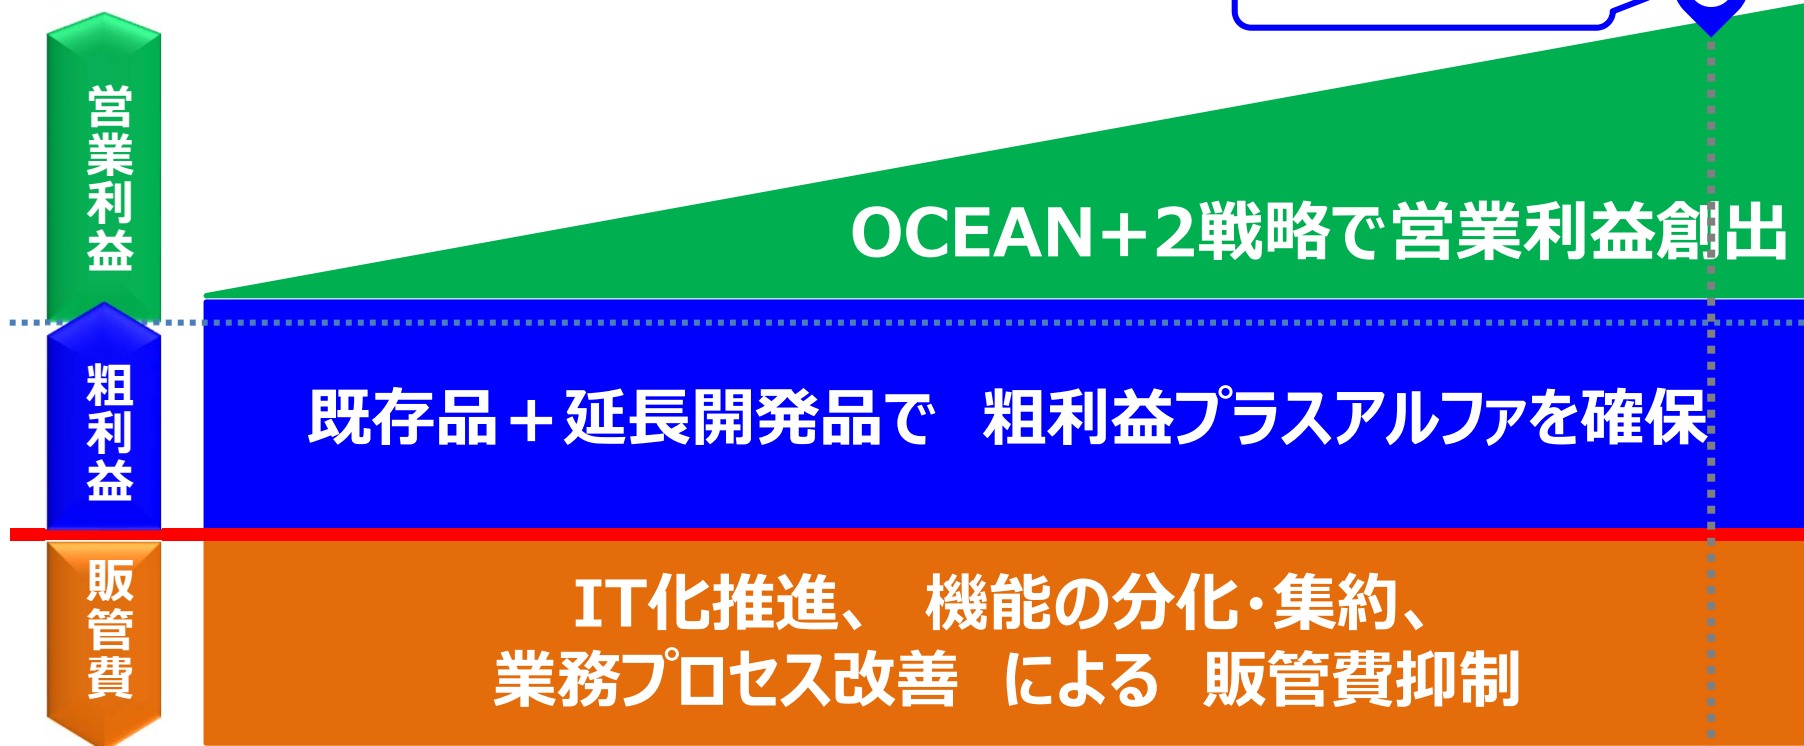 営業利益
OCEAN+2戦略で営業利益創出
粗利益
既存品＋延長開発品で　粗利益プラスアルファを確保
販管費
IT化推進、　機能の分化・集約、
業務プロセス改善　による　販管費抑制